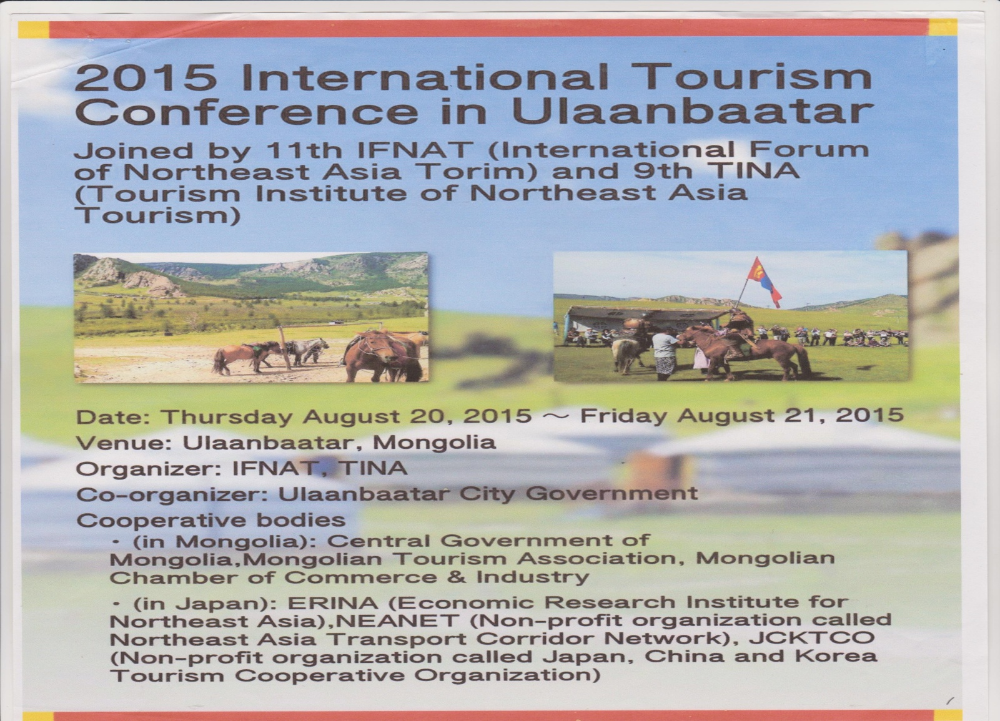 2015 International Tourism
Conference in Ulaanbaatar
Joined by 11th IFNAT (International Forum
of Northeast Asia Torim) and 9th TINA
(Tourism Institute of Northeast Asia
Tourism)
Date: Thursday August 20, 2015 ～ Friday August 21, 2015
Venue: Ulaanbaatar, Mongolia
Organizer: IFNAT, TINA
Co-organizer: Ulaanbaatar City Government
Cooperative bodies
・(in Mongolia): Central Government of
Mongolia,Mongolian Tourism Association, Mongolian
Chamber of Commerce & Industry
・(in Japan): ERINA (Economic Research Institute for
Northeast Asia),NEANET (Non-profit organization called
Northeast Asia Transport Corridor Network), JCKTCO
(Non-profit organization called Japan, China and Korea
Tourism Cooperative Organization)